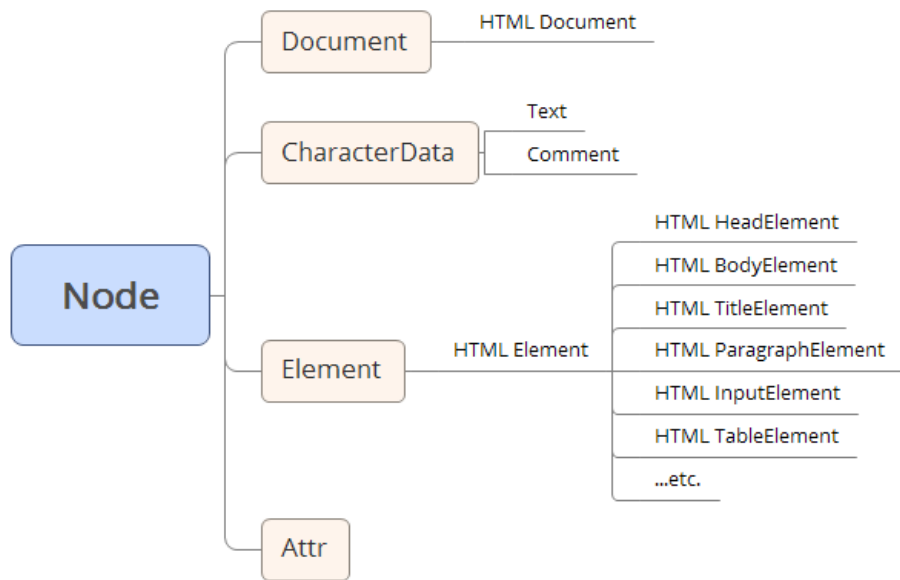 Document
HTML Document
CharacterData
Text
Comment
Node
Element
HTML Element
HTML HeadElement
HTML BodyElement
HTML TitleElement
HTML ParagraphElement
HTML InputElement
HTML TableElement
...etc.
Attr